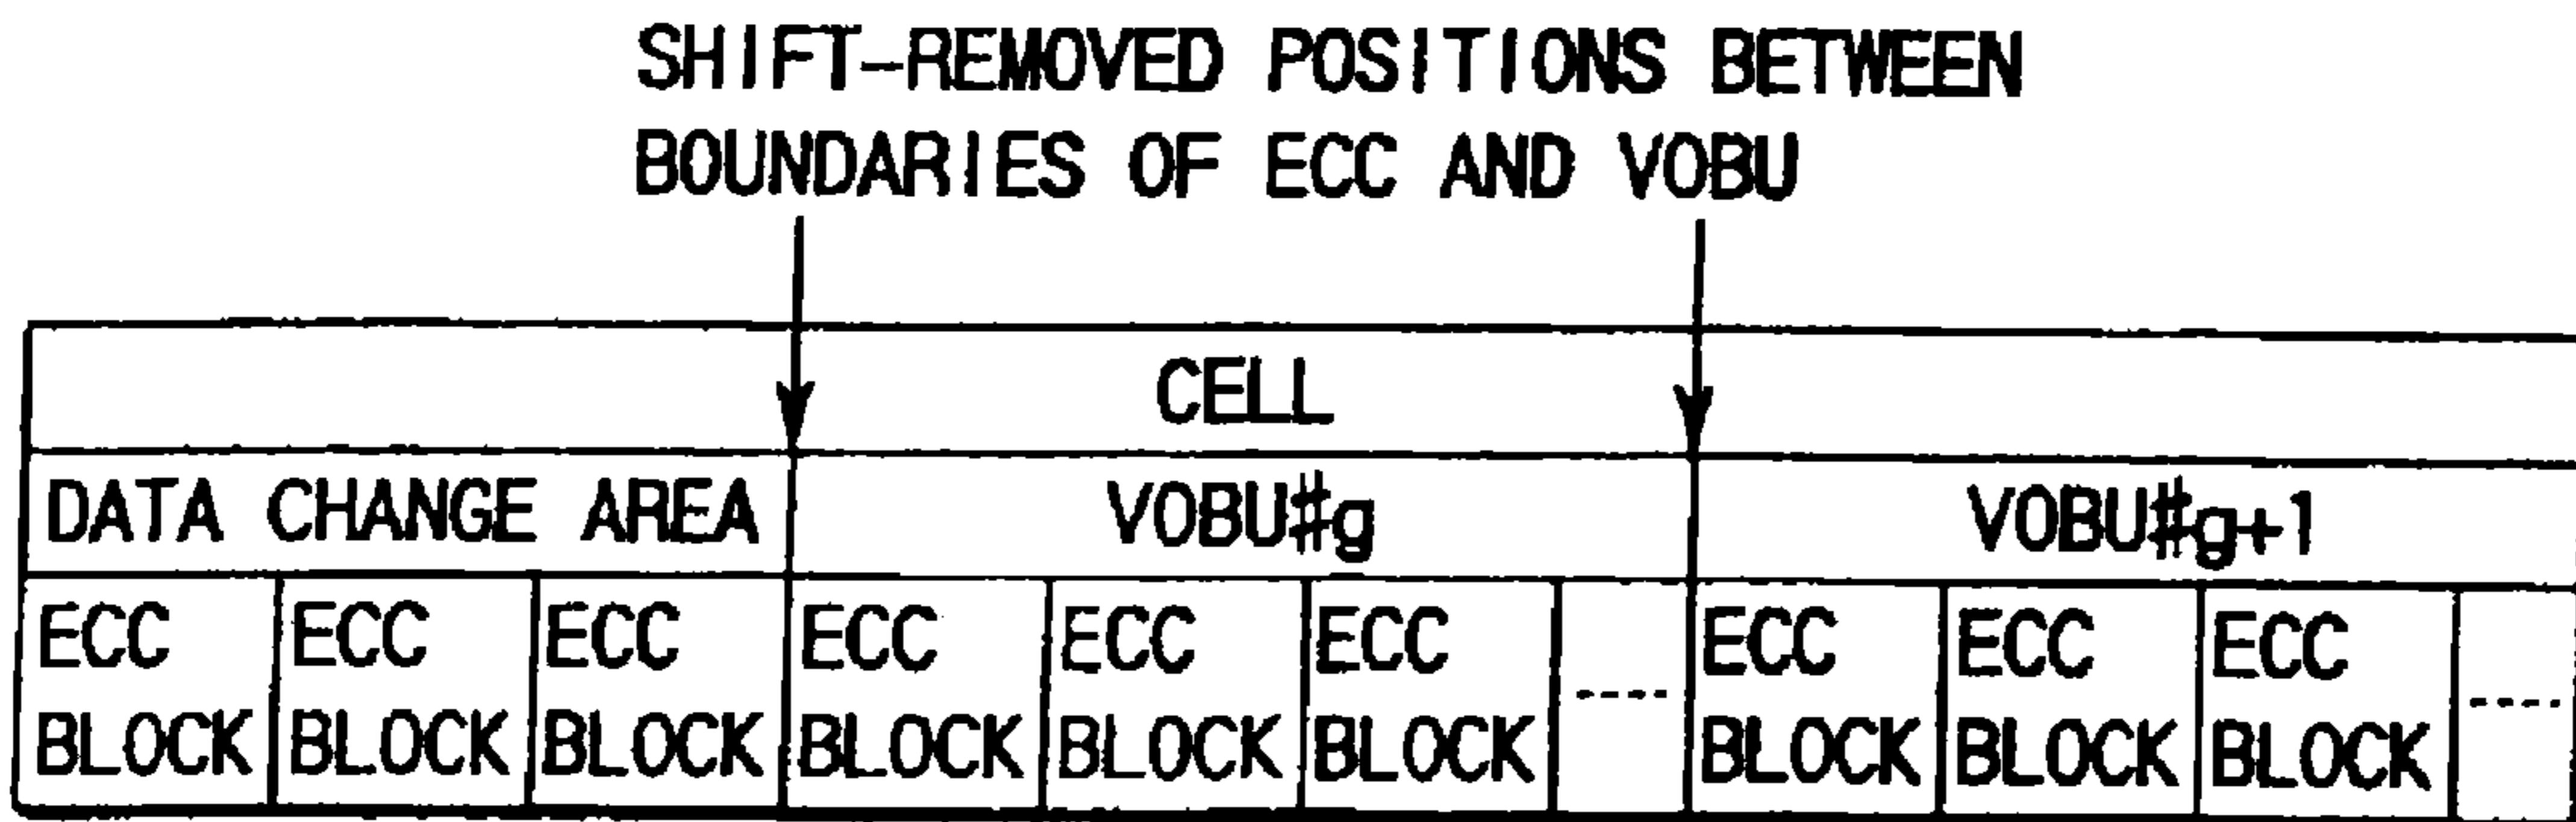 SHIFT-REMOVED POSITIONS BETWEEN
BOUNDARIES OF ECC AND VOBU
CELL
DATA CHANGE AREA VOBU#g VOBU#g+1
ECC ECC ECC ECC ECC ECC ECC ECC ECC
BLOCK BLOCK BLOCK BLOCK BLOCK BLOCK ---- BLOCK BLOCK BLOCK ----